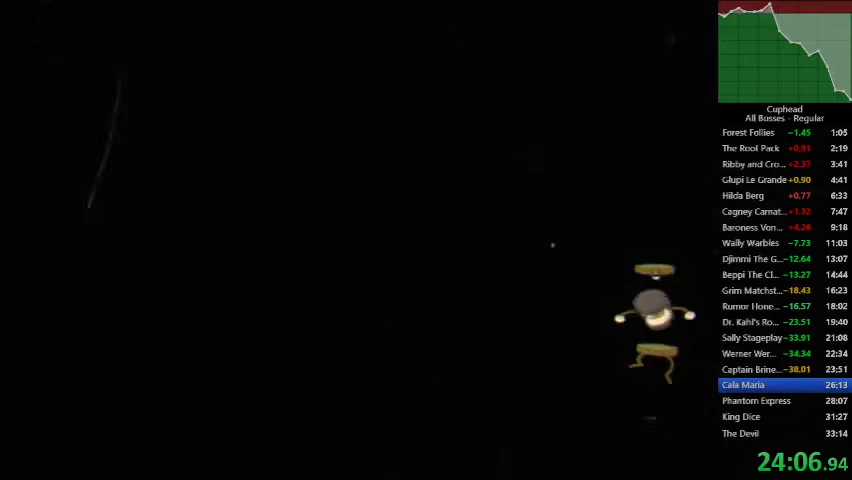 Cuphead
All Bosses - Regular
Forest Follies −1.45 1:05
The Root Pack +0.91 2:19
Ribby and Cro... +2.37 3:41
Glupi Le Grande +0.90 4:41
Hilda Berg +0.77 6:33
Cagney Carnat... +1.32 7:47
Baroness Von... +4.26 9:18
Wally Warbles −7.73 11:03
Djimmi The G... −12.64 13:07
Beppi The Cl... −13.27 14:44
Grim Matchst... −18.43 16:23
Rumor Hone... −16.57 18:02
Dr. Kahl's Ro... −23.51 19:40
Sally Stageplay −33.91 21:08
Werner Wer... −34.34 22:34
Captain Brine... −38.01 23:51
Cala Maria 26:13
Phantom Express 28:07
King Dice 31:27
The Devil 33:14
24:06.94